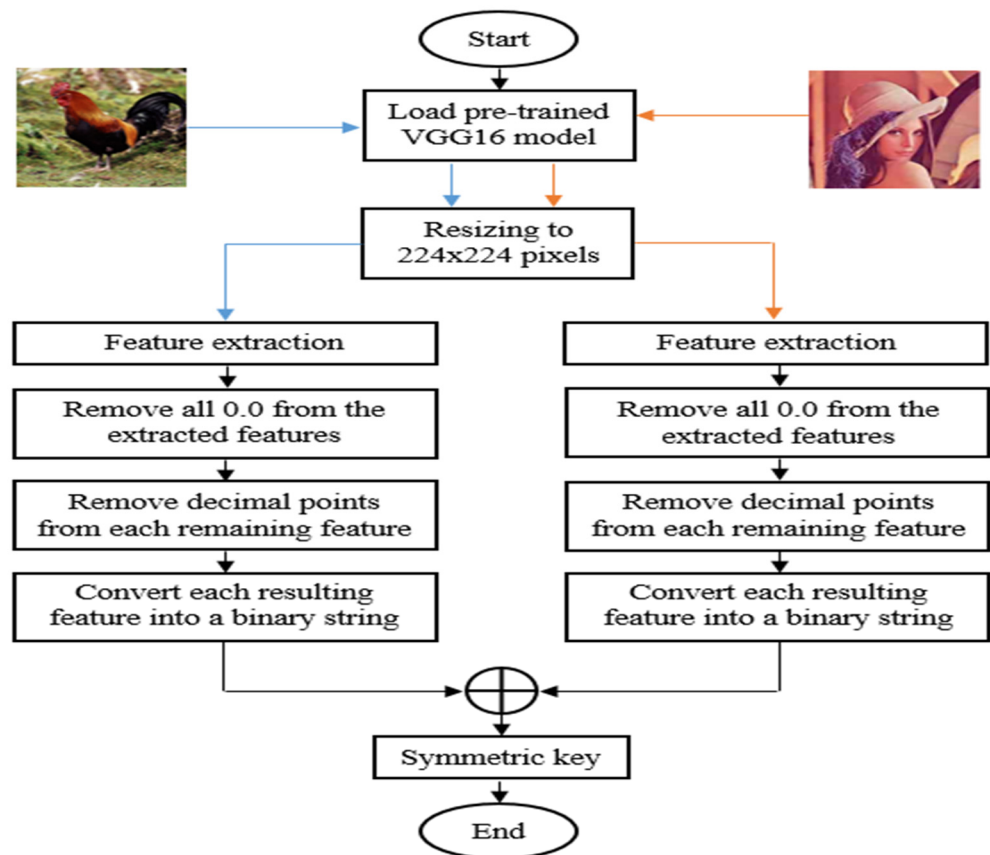 Start
Load pre-trained
VGG16 model
Resizing to
224x224 pixels
Feature extraction
Remove all 0.0 from the
extracted features
Remove decimal points
from each remaining feature
Convert each resulting
feature into a binary string
Feature extraction
Remove all 0.0 from the
extracted features
Remove decimal points
from each remaining feature
Convert each resulting
feature into a binary string
Symmetric key
End